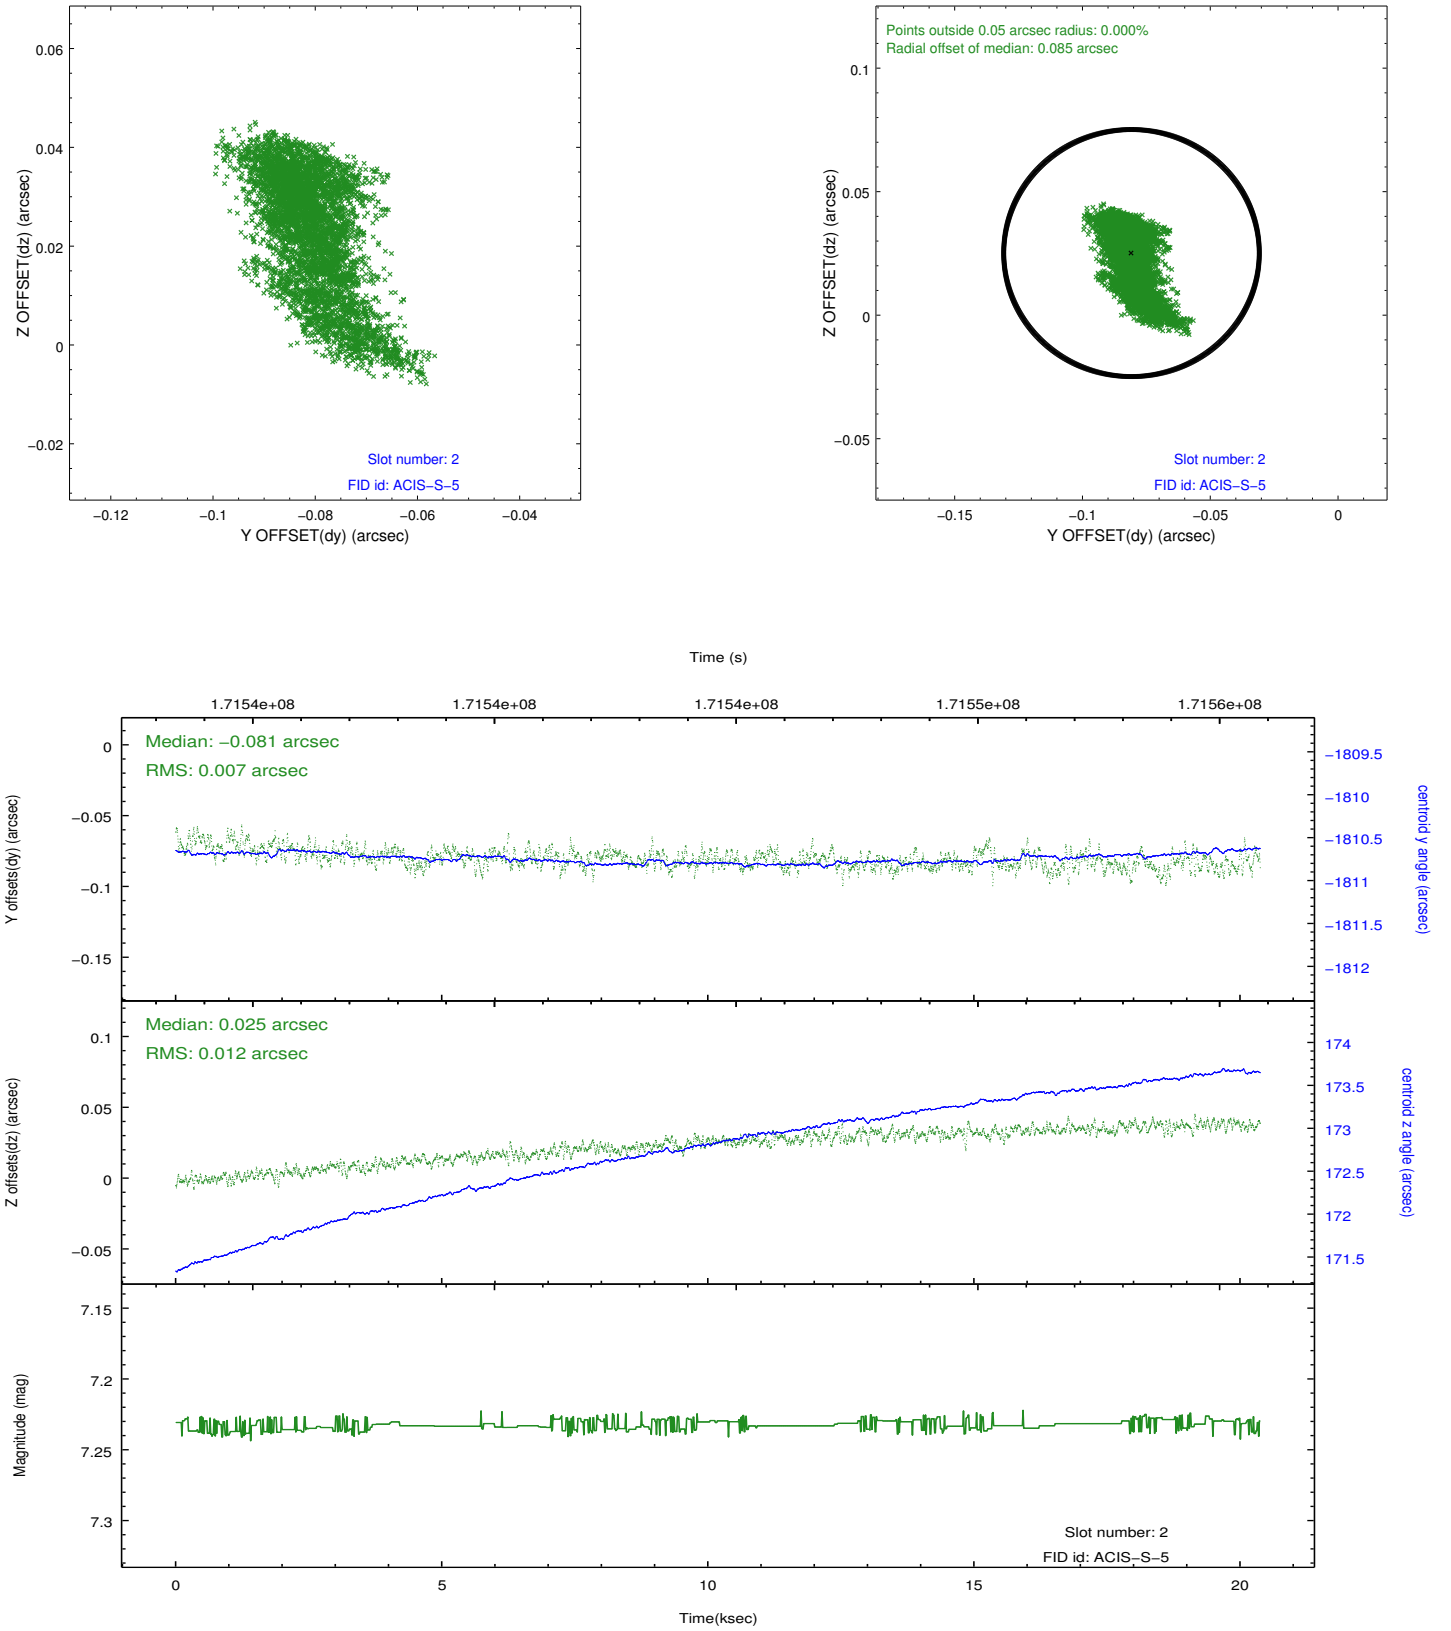 0.06
0.04
0.02
0
−0.02
Z OFFSET(dz) (arcsec)
Slot number: 2
FID id: ACIS−S−5
−0.12
−0.1
−0.08
−0.06
−0.04
Y OFFSET(dy) (arcsec)
Points outside 0.05 arcsec radius: 0.000%
Radial offset of median: 0.085 arcsec
0.1
0.05
0
−0.05
Z OFFSET(dz) (arcsec)
Slot number: 2
FID id: ACIS−S−5
−0.15
−0.1
−0.05
0
Y OFFSET(dy) (arcsec)
Time (s)
1.7154e+08
1.7154e+08
1.7154e+08
1.7155e+08
1.7156e+08
Median: −0.081 arcsec
RMS: 0.007 arcsec
0
−0.05
−0.1
−0.15
Y offsets(dy) (arcsec)
−1809.5
−1810
−1810.5
−1811
−1811.5
−1812
centroid y angle (arcsec)
Median: 0.025 arcsec
RMS: 0.012 arcsec
0.1
0.05
0
−0.05
Z offsets(dz) (arcsec)
174
173.5
173
172.5
172
171.5
centroid z angle (arcsec)
7.15
7.2
7.25
7.3
Magnitude (mag)
Slot number: 2
FID id: ACIS−S−5
0
5
10
15
20
Time(ksec)